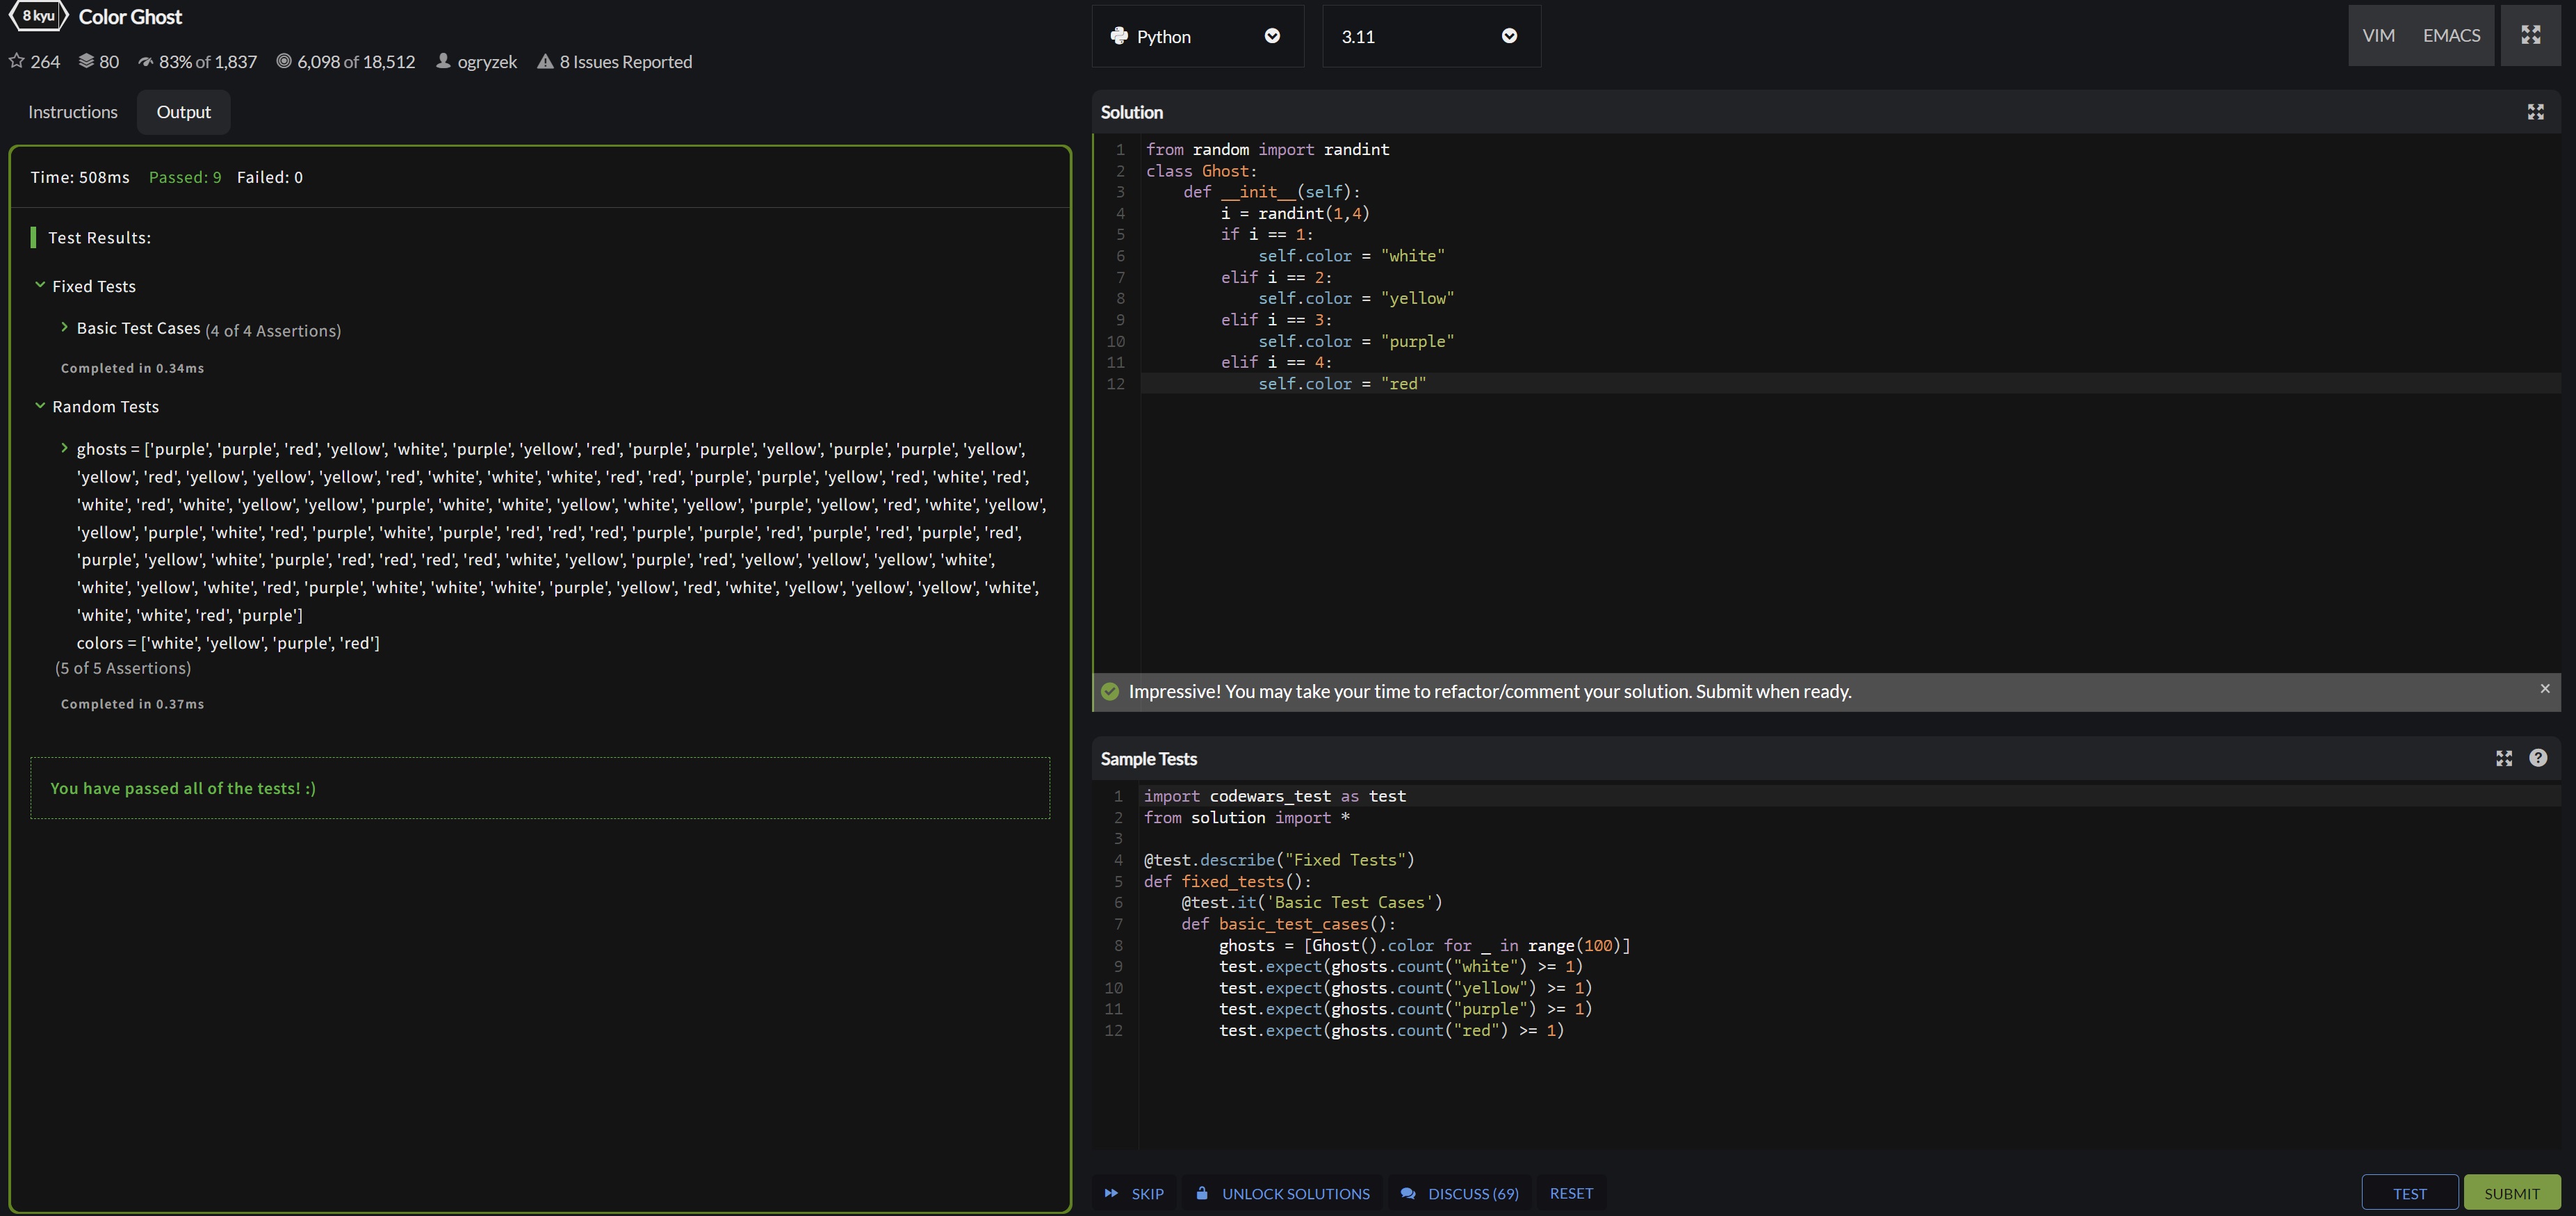 8 kyu Color Ghost
264 80 83% of 1,837 6,098 of 18,512 ogryzek 8 Issues Reported
Instructions Output
Time: 508ms Passed: 9 Failed: 0
Test Results:
Fixed Tests
Basic Test Cases (4 of 4 Assertions)
Completed in 0.34ms
Random Tests
ghosts = ['purple', 'purple', 'red', 'yellow', 'white', 'purple', 'yellow', 'red', 'purple', 'purple', 'yellow', 'purple', 'purple', 'yellow',
'yellow', 'red', 'yellow', 'yellow', 'yellow', 'red', 'white', 'white', 'white', 'red', 'red', 'purple', 'purple', 'yellow', 'red', 'white', 'red',
'white', 'red', 'white', 'yellow', 'yellow', 'purple', 'white', 'white', 'yellow', 'white', 'yellow', 'purple', 'yellow', 'red', 'white', 'yellow',
'yellow', 'purple', 'white', 'red', 'purple', 'white', 'purple', 'red', 'red', 'red', 'purple', 'purple', 'red', 'purple', 'red', 'purple', 'red',
'purple', 'yellow', 'white', 'purple', 'red', 'red', 'red', 'red', 'white', 'yellow', 'purple', 'red', 'yellow', 'yellow', 'yellow', 'white',
'white', 'yellow', 'white', 'red', 'purple', 'white', 'white', 'white', 'purple', 'yellow', 'red', 'white', 'yellow', 'yellow', 'yellow', 'white',
'white', 'white', 'red', 'purple']
colors = ['white', 'yellow', 'purple', 'red']
(5 of 5 Assertions)
Completed in 0.37ms
You have passed all of the tests! :)
Python 3.11 VIM EMACS
Solution
1 from random import randint
2 class Ghost:
3 def __init__(self):
4 i = randint(1,4)
5 if i == 1:
6 self.color = "white"
7 elif i == 2:
8 self.color = "yellow"
9 elif i == 3:
10 self.color = "purple"
11 elif i == 4:
12 self.color = "red"
Impressive! You may take your time to refactor/comment your solution. Submit when ready.
Sample Tests
1 import codewars_test as test
2 from solution import *
3
4 @test.describe("Fixed Tests")
5 def fixed_tests():
6 @test.it('Basic Test Cases')
7 def basic_test_cases():
8 ghosts = [Ghost().color for _ in range(100)]
9 test.expect(ghosts.count("white") >= 1)
10 test.expect(ghosts.count("yellow") >= 1)
11 test.expect(ghosts.count("purple") >= 1)
12 test.expect(ghosts.count("red") >= 1)
SKIP UNLOCK SOLUTIONS DISCUSS (69) RESET TEST SUBMIT